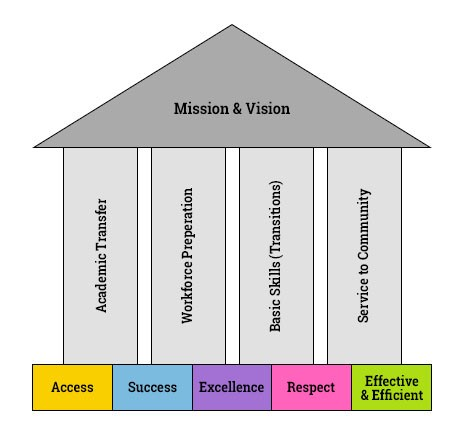 Mission & Vision
Academic Transfer
Workforce Preperation
Basic Skills (Transitions)
Service to Community
Access
Success
Excellence
Respect
Effective
& Efficient